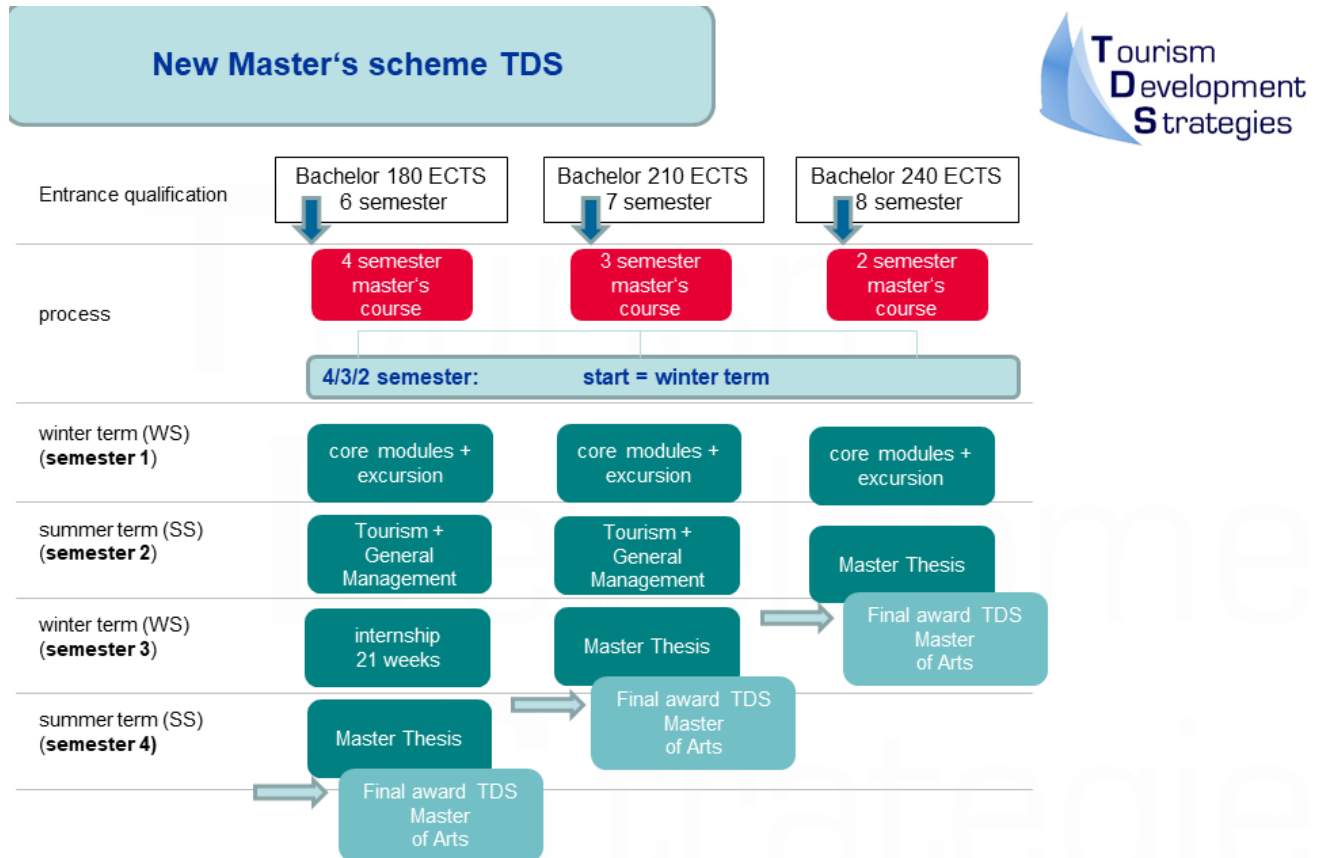 New Master‘s scheme TDS
Tourism
Development
Strategies
Entrance qualification
Bachelor 180 ECTS
6 semester
Bachelor 210 ECTS
7 semester
Bachelor 240 ECTS
8 semester
process
4 semester
master‘s
course
3 semester
master‘s
course
2 semester
master‘s
course
4/3/2 semester: start = winter term
winter term (WS)
(semester 1)
core modules +
excursion
core modules +
excursion
core modules +
excursion
summer term (SS)
(semester 2)
Tourism +
General
Management
Tourism +
General
Management
Master Thesis
winter term (WS)
(semester 3)
internship
21 weeks
Master Thesis
Final award TDS
Master
of Arts
summer term (SS)
(semester 4)
Master Thesis
Final award TDS
Master
of Arts
Final award TDS
Master
of Arts